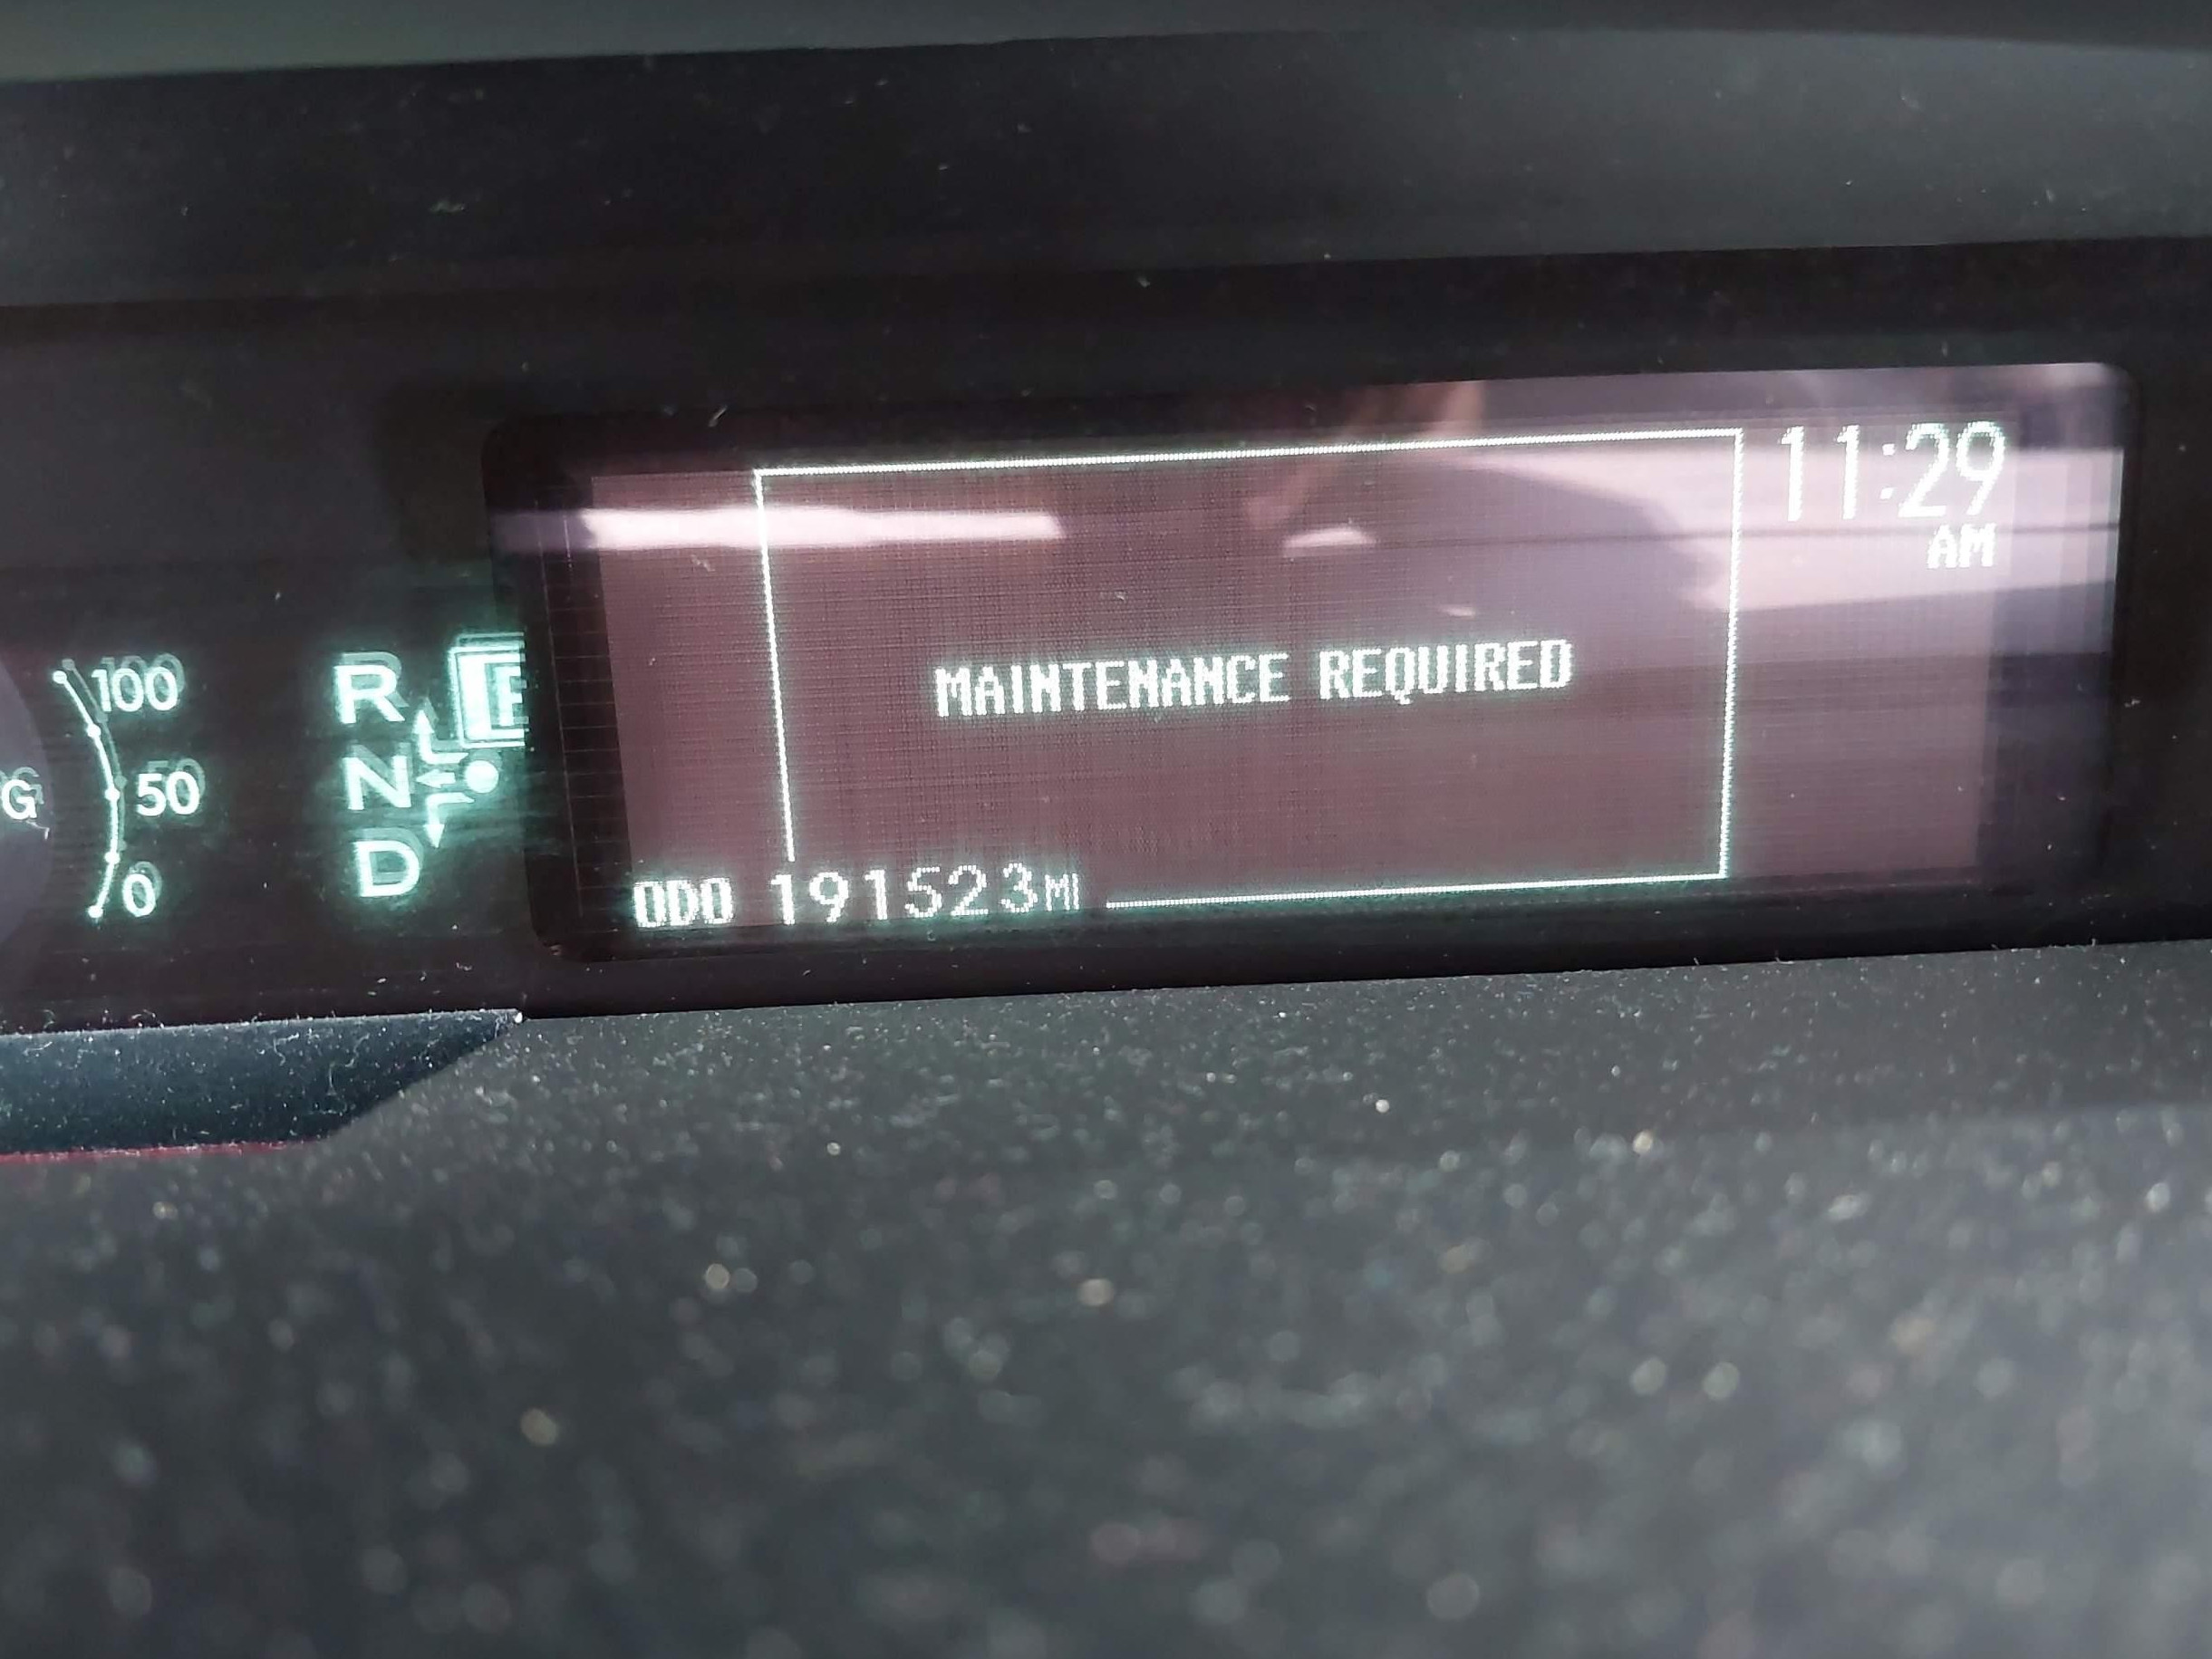 11:29
AM
MAINTENANCE REQUIRED
ODO 191523MI
100
50
0
R
N
D